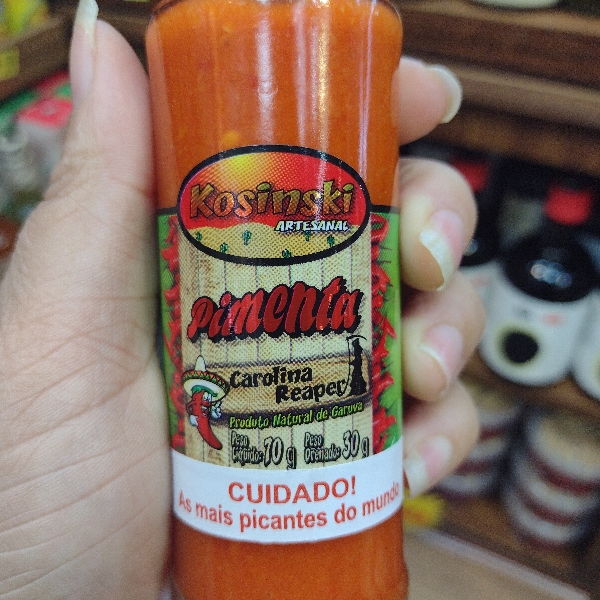 Kosinski
ARTESANAL
Pimenta
Carolina
Reaper
Produto Natural de Garuva
Peso Líquido: 70 g Peso Drenado: 30 g
CUIDADO!
As mais picantes do mundo